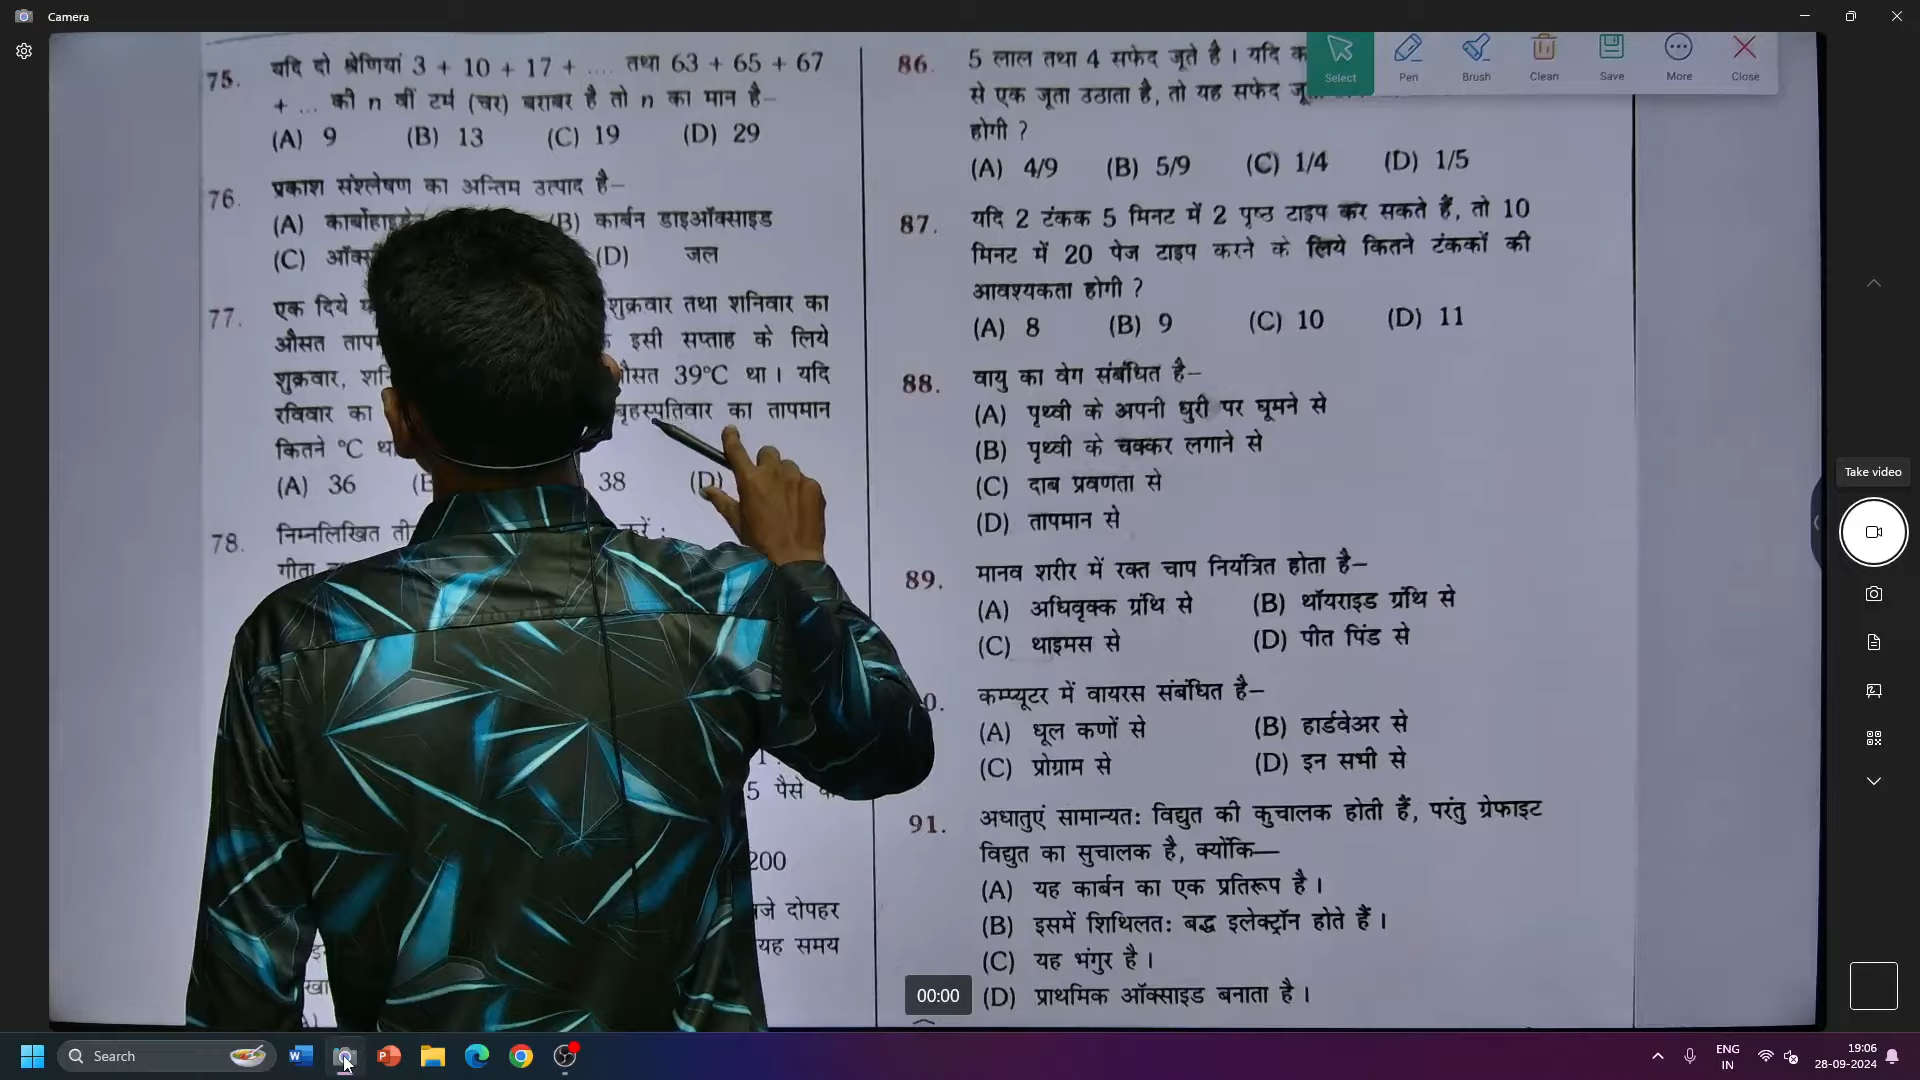 Camera
75. यदि दो श्रेणियां 3 + 10 + 17 + .... तथा 63 + 65 + 67
+ ... की n वीं टर्म (चर) बराबर है तो n का मान है–
(A) 9 (B) 13 (C) 19 (D) 29
76. प्रकाश संश्लेषण का अन्तिम उत्पाद है–
(A) (B) कार्बन डाइऑक्साइड
(C) (D) जल
77. एक दिये शुक्रवार तथा शनिवार का
औसत इसी सप्ताह के लिये
शुक्रवार, 39°C था। यदि
रविवार का बृहस्पतिवार का तापमान
कितने °C
(A) 36 38 (D)
78. निम्नलिखित करें :
गीता
5 पैसे
200
दोपहर
यह समय
86. 5 लाल तथा 4 सफेद जूते है। यदि
से एक जूता उठाता है, तो यह सफेद
होगी ?
(A) 4/9 (B) 5/9 (C) 1/4 (D) 1/5
87. यदि 2 टंकक 5 मिनट में 2 पृष्ठ टाइप कर सकते हैं, तो 10
मिनट में 20 पेज टाइप करने के लिये कितने टंककों की
आवश्यकता होगी ?
(A) 8 (B) 9 (C) 10 (D) 11
88. वायु का वेग संबंधित है–
(A) पृथ्वी के अपनी धुरी पर घूमने से
(B) पृथ्वी के चक्कर लगाने से
(C) दाब प्रवणता से
(D) तापमान से
89. मानव शरीर में रक्त चाप नियंत्रित होता है–
(A) अधिवृक्क ग्रंथि से (B) थॉयराइड ग्रंथि से
(C) थाइमस से (D) पीत पिंड से
0. कम्प्यूटर में वायरस संबंधित है–
(A) धूल कणों से (B) हार्डवेअर से
(C) प्रोग्राम से (D) इन सभी से
91. अधातुएं सामान्यत: विद्युत की कुचालक होती हैं, परंतु ग्रेफाइट
विद्युत का सुचालक है, क्योंकि—
(A) यह कार्बन का एक प्रतिरूप है।
(B) इसमें शिथिलत: बद्ध इलेक्ट्रॉन होते हैं।
(C) यह भंगुर है।
(D) प्राथमिक ऑक्साइड बनाता है।
Select Pen Brush Clean Save More Close
Take video
00:00
Search
ENG
IN
19:06
28-09-2024